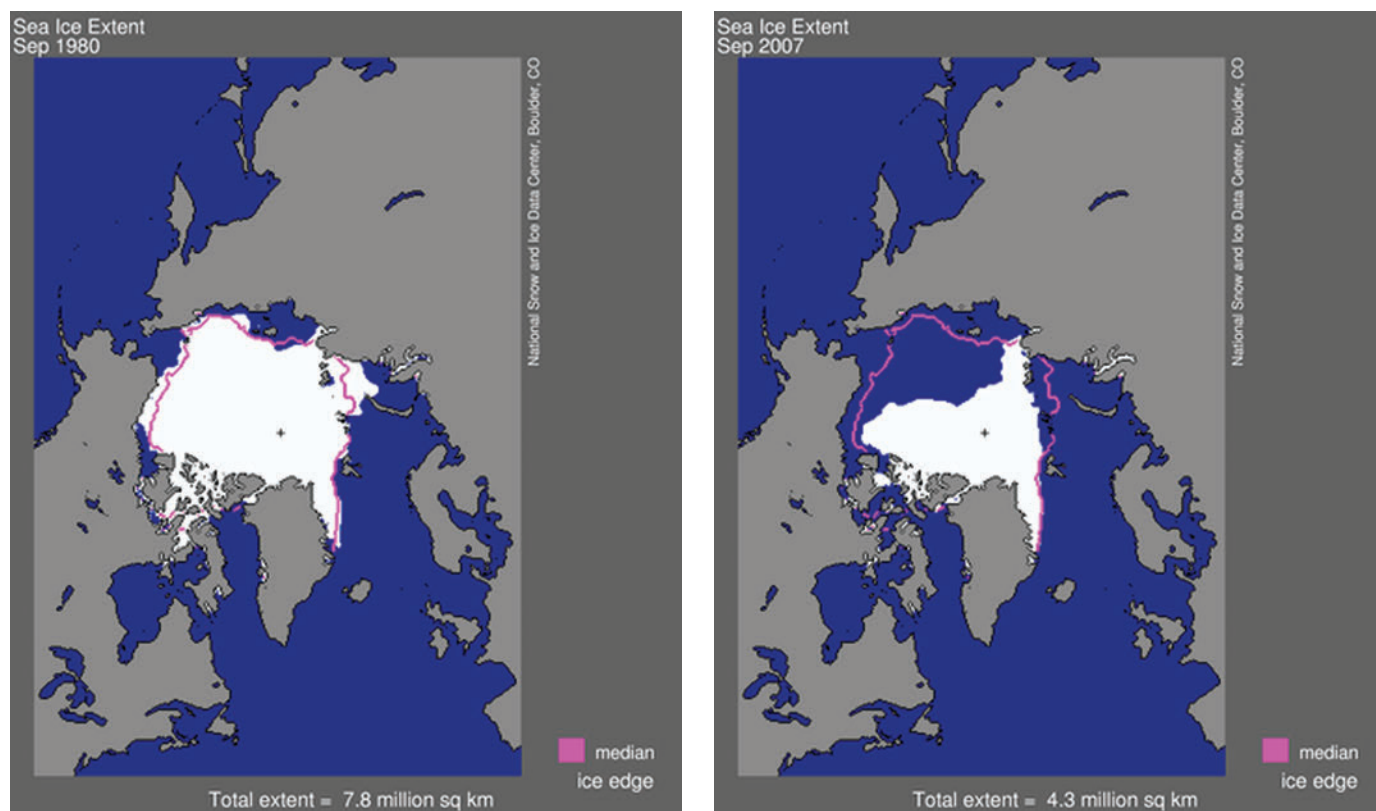 Sea Ice Extent
Sep 1980
National Snow and Ice Data Center, Boulder, CO
median
ice edge
Total extent = 7.8 million sq km
Sea Ice Extent
Sep 2007
National Snow and Ice Data Center, Boulder, CO
median
ice edge
Total extent = 4.3 million sq km